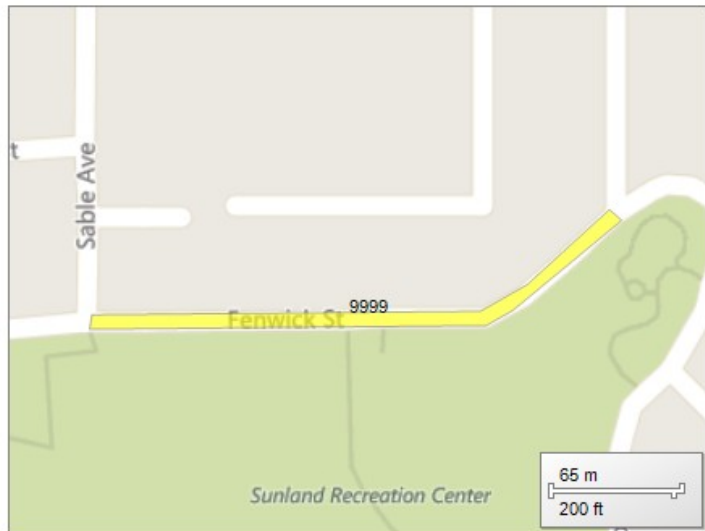 t
Sable Ave
9999
Fenwick St
Sunland Recreation Center
65 m
200 ft